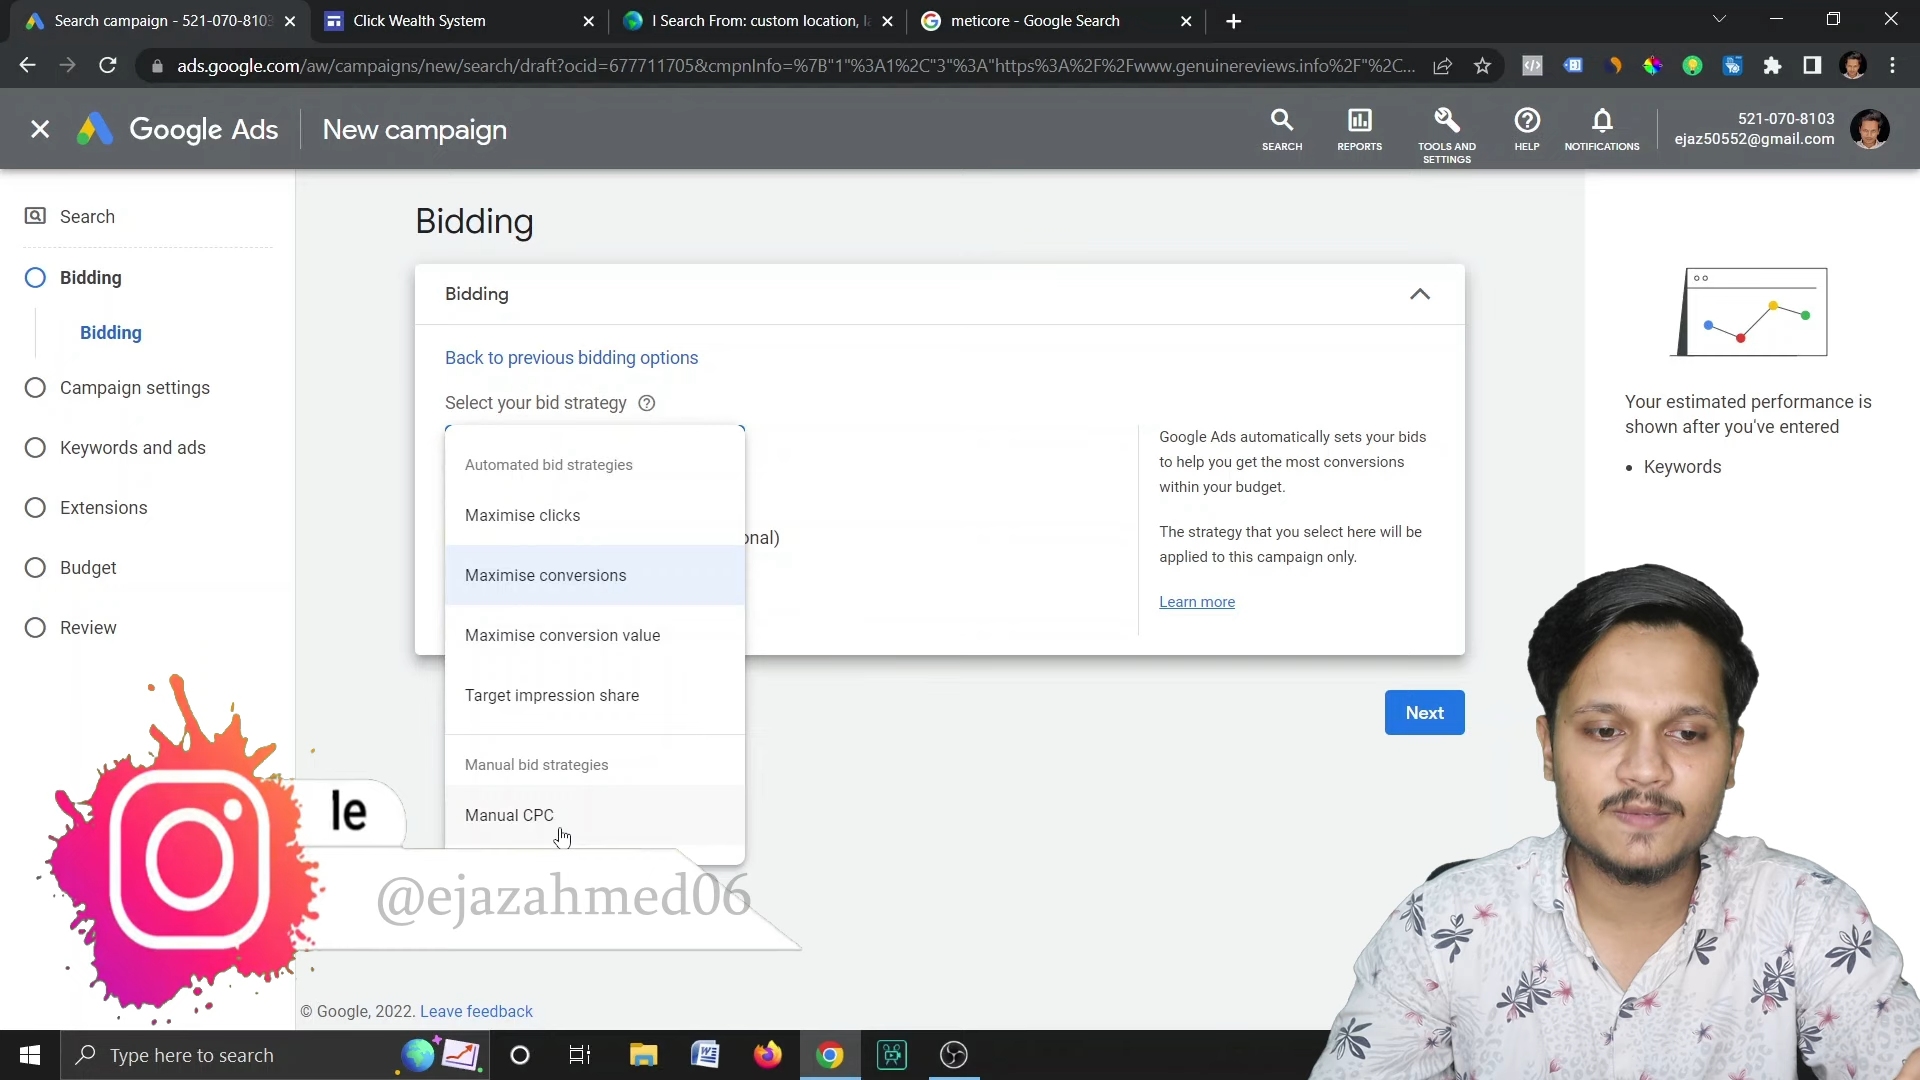 Search campaign - 521-070-8103
Click Wealth System
I Search From: custom location, la
meticore - Google Search
ads.google.com/aw/campaigns/new/search/draft?ocid=677711705&cmpnInfo=%7B"1"%3A1%2C"3"%3A"https%3A%2F%2Fwww.genuinereviews.info%2F"%2C...
Google Ads
New campaign
SEARCH
REPORTS
TOOLS AND
SETTINGS
HELP
NOTIFICATIONS
521-070-8103
ejaz50552@gmail.com
Search
Bidding
Bidding
Campaign settings
Keywords and ads
Extensions
Budget
Review
Bidding
Bidding
Back to previous bidding options
Select your bid strategy
Automated bid strategies
Maximise clicks
onal)
Maximise conversions
Maximise conversion value
Target impression share
Manual bid strategies
Manual CPC
Google Ads automatically sets your bids
to help you get the most conversions
within your budget.
The strategy that you select here will be
applied to this campaign only.
Learn more
Next
Your estimated performance is
shown after you've entered
• Keywords
le
@ejazahmed06
© Google, 2022. Leave feedback
Type here to search